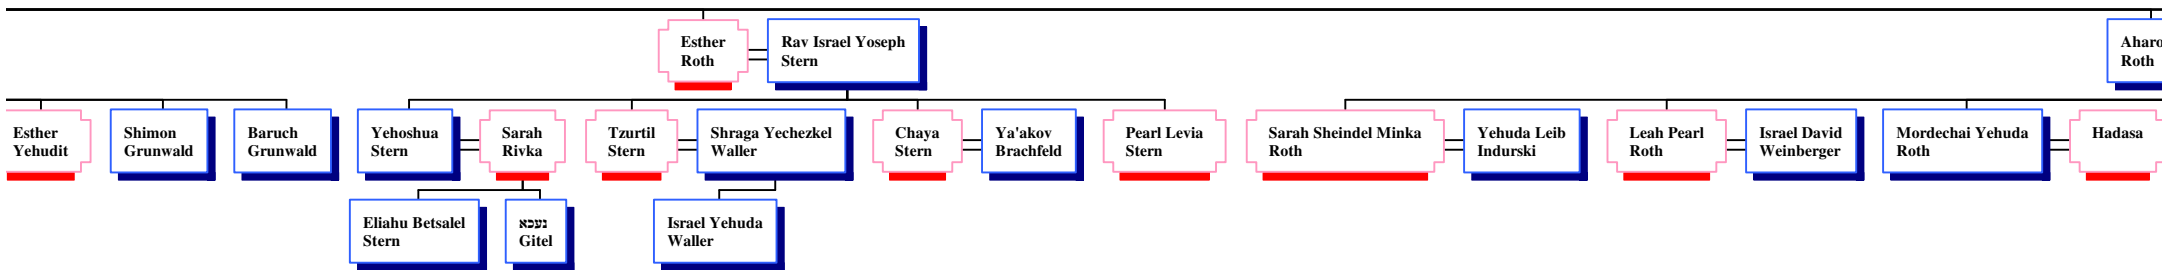 Esther
Roth
Rav Israel Yoseph
Stern
Aharo
Roth
Esther
Yehudit
Shimon
Grunwald
Baruch
Grunwald
Yehoshua
Stern
Sarah
Rivka
Tzurtil
Stern
Shraga Yechezkel
Waller
Chaya
Stern
Ya'akov
Brachfeld
Pearl Levia
Stern
Sarah Sheindel Minka
Roth
Yehuda Leib
Indurski
Leah Pearl
Roth
Israel David
Weinberger
Mordechai Yehuda
Roth
Hadasa
Eliahu Betsalel
Stern
נעכא
Gitel
Israel Yehuda
Waller